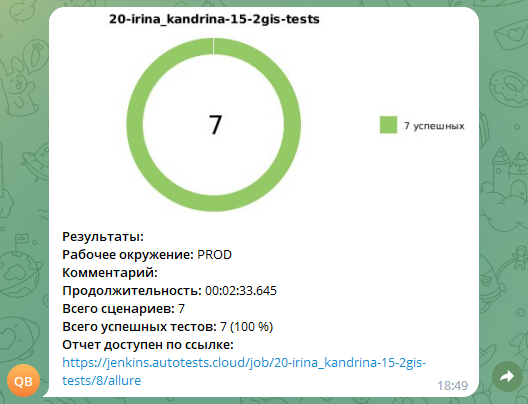 20-irina_kandrina-15-2gis-tests
7
7 успешных
Результаты:
Рабочее окружение: PROD
Комментарий:
Продолжительность: 00:02:33.645
Всего сценариев: 7
Всего успешных тестов: 7 (100 %)
Отчет доступен по ссылке:
https://jenkins.autotests.cloud/job/20-irina_kandrina-15-2gis-
tests/8/allure
QB
18:49